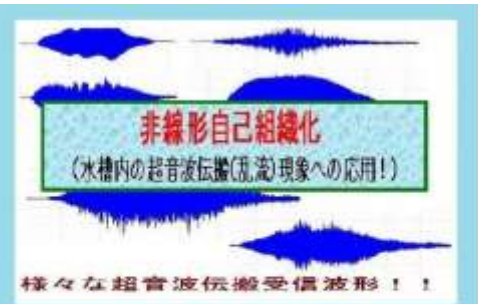 非線形自己組織化
(水槽内の超音波伝搬(乱流)現象への応用!)
様々な超音波伝搬受信波形!!